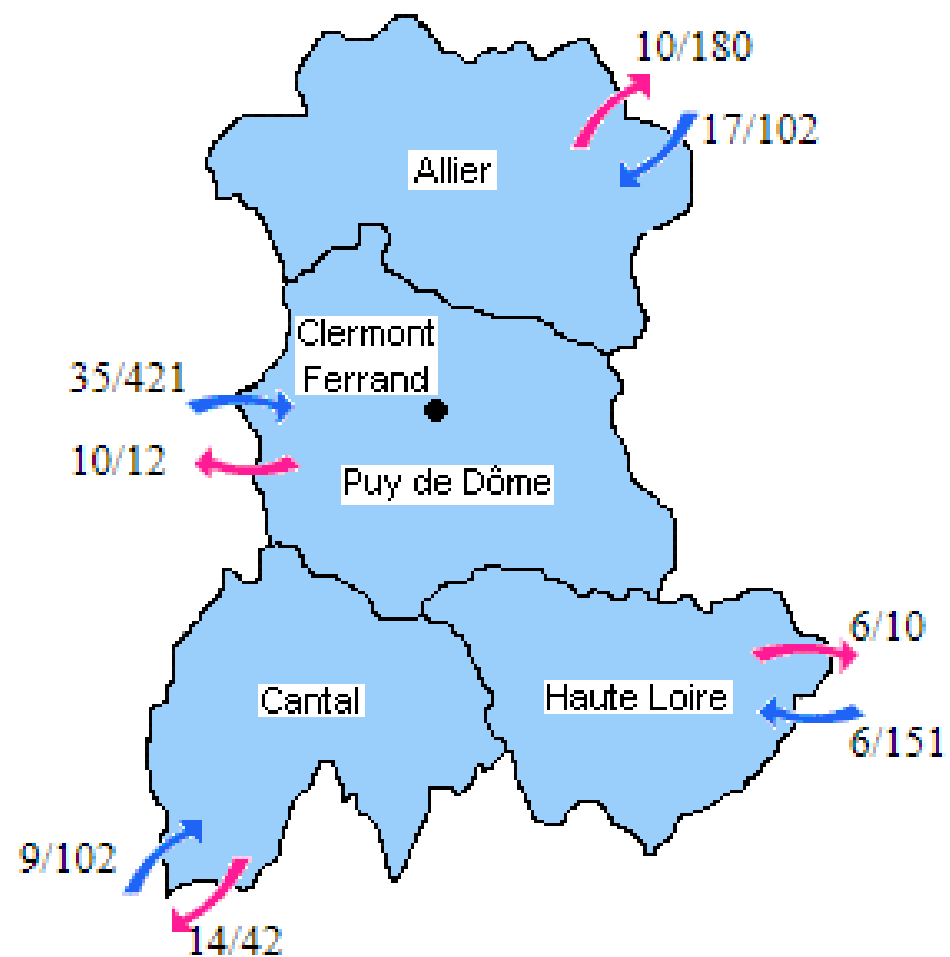 10/180
17/102
Allier
Clermont
Ferrand
35/421
10/12
Puy de Dôme
6/10
Cantal
Haute Loire
6/151
9/102
14/42